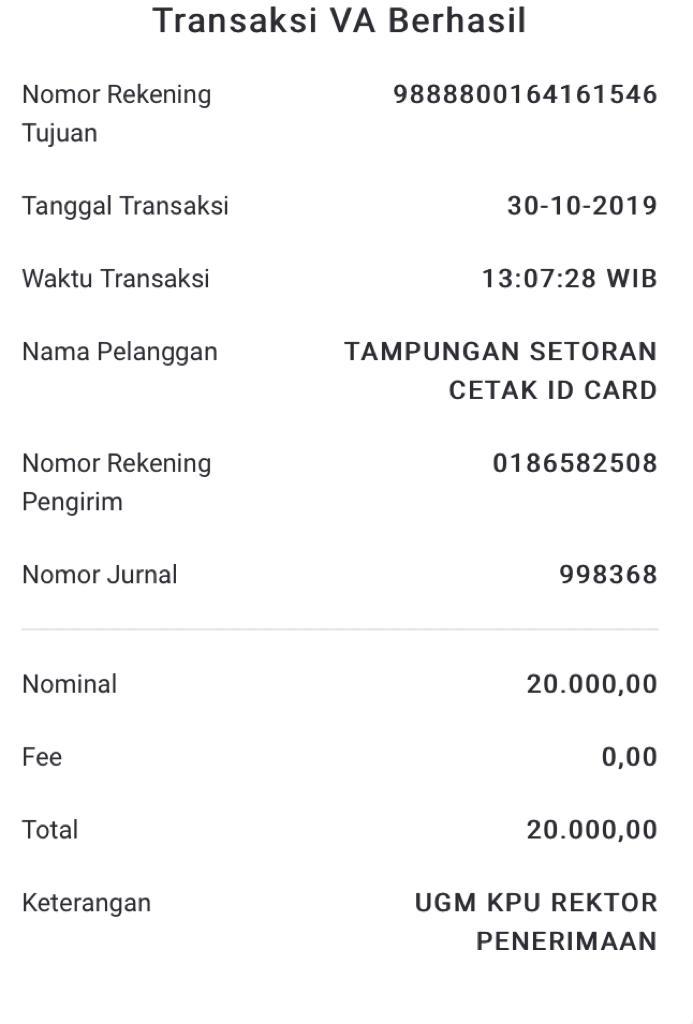 Transaksi VA Berhasil
Nomor Rekening Tujuan 9888800164161546
Tanggal Transaksi 30-10-2019
Waktu Transaksi 13:07:28 WIB
Nama Pelanggan TAMPUNGAN SETORAN
CETAK ID CARD
Nomor Rekening Pengirim 0186582508
Nomor Jurnal 998368
Nominal 20.000,00
Fee 0,00
Total 20.000,00
Keterangan UGM KPU REKTOR
PENERIMAAN